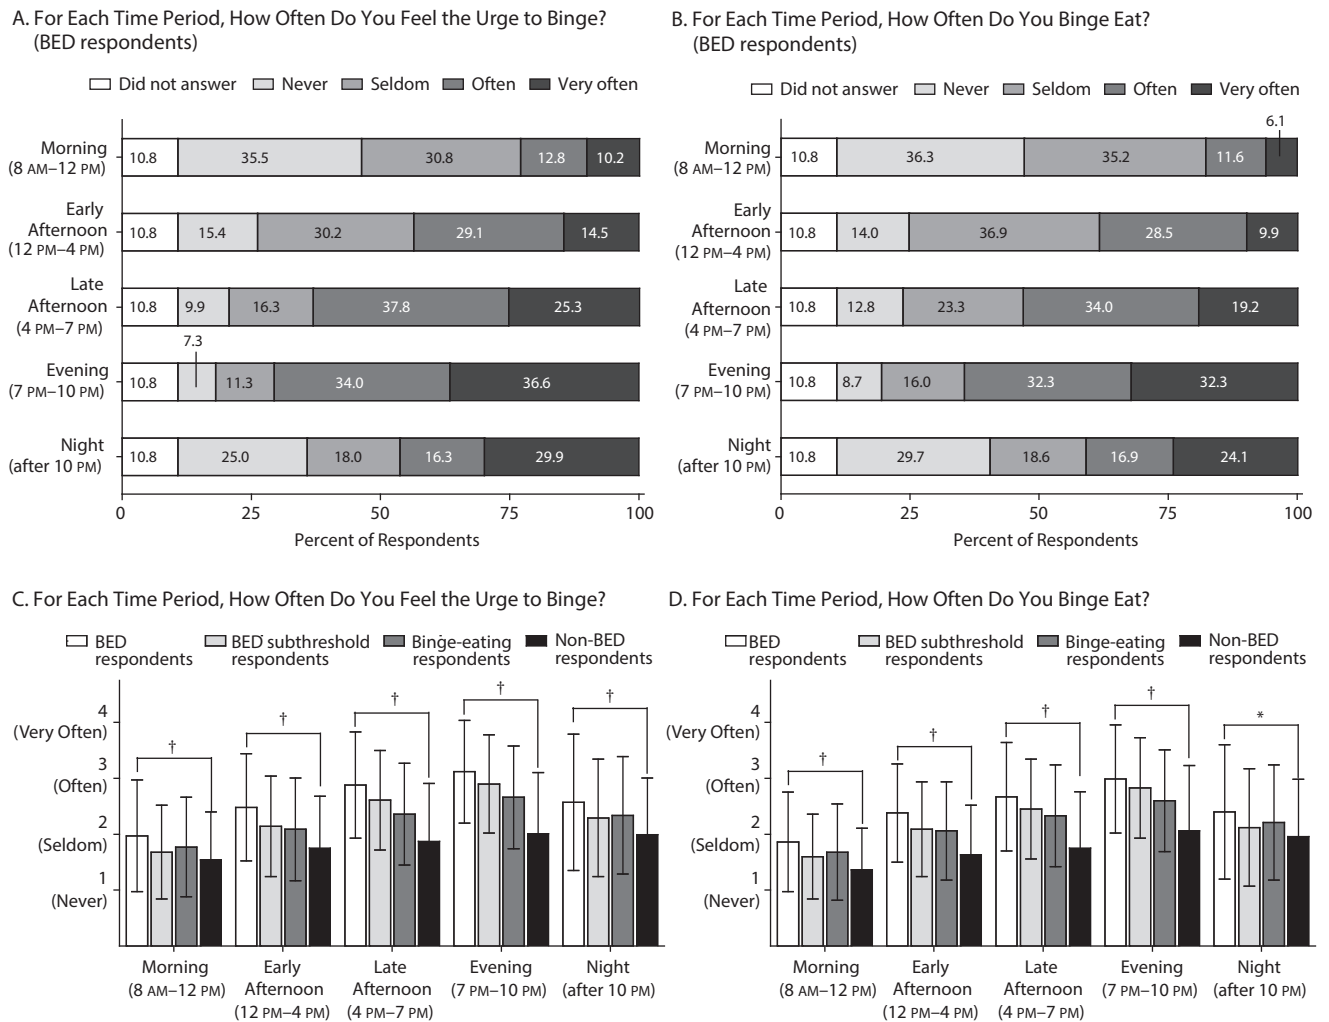 A. For Each Time Period, How Often Do You Feel the Urge to Binge?
(BED respondents)
Did not answer Never Seldom Often Very often
Morning
(8 AM–12 PM)
10.8 35.5 30.8 12.8 10.2
Early
Afternoon
(12 PM–4 PM)
10.8 15.4 30.2 29.1 14.5
Late
Afternoon
(4 PM–7 PM)
10.8 9.9 16.3 37.8 25.3
7.3
Evening
(7 PM–10 PM)
10.8 11.3 34.0 36.6
Night
(after 10 PM)
10.8 25.0 18.0 16.3 29.9
0 25 50 75 100
Percent of Respondents
B. For Each Time Period, How Often Do You Binge Eat?
(BED respondents)
Did not answer Never Seldom Often Very often
6.1
Morning
(8 AM–12 PM)
10.8 36.3 35.2 11.6
Early
Afternoon
(12 PM–4 PM)
10.8 14.0 36.9 28.5 9.9
Late
Afternoon
(4 PM–7 PM)
10.8 12.8 23.3 34.0 19.2
Evening
(7 PM–10 PM)
10.8 8.7 16.0 32.3 32.3
Night
(after 10 PM)
10.8 29.7 18.6 16.9 24.1
0 25 50 75 100
Percent of Respondents
C. For Each Time Period, How Often Do You Feel the Urge to Binge?
BED respondents
BED subthreshold respondents
Binge-eating respondents
Non-BED respondents
4
(Very Often)
3
(Often)
2
(Seldom)
1
(Never)
† † † † †
Morning
(8 AM–12 PM)
Early
Afternoon
(12 PM–4 PM)
Late
Afternoon
(4 PM–7 PM)
Evening
(7 PM–10 PM)
Night
(after 10 PM)
D. For Each Time Period, How Often Do You Binge Eat?
BED respondents
BED subthreshold respondents
Binge-eating respondents
Non-BED respondents
4
(Very Often)
3
(Often)
2
(Seldom)
1
(Never)
† † † † *
Morning
(8 AM–12 PM)
Early
Afternoon
(12 PM–4 PM)
Late
Afternoon
(4 PM–7 PM)
Evening
(7 PM–10 PM)
Night
(after 10 PM)